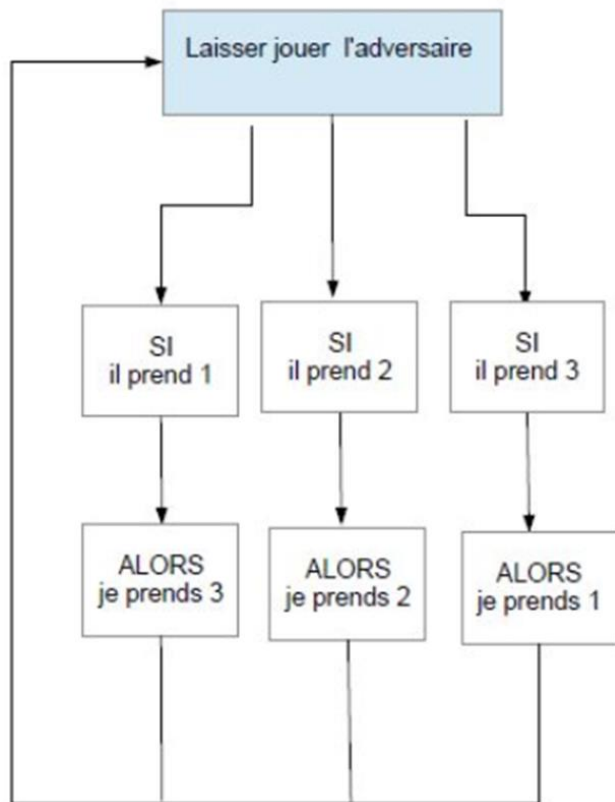 Laisser jouer l'adversaire
SI
il prend 1
SI
il prend 2
SI
il prend 3
ALORS
je prends 3
ALORS
je prends 2
ALORS
je prends 1